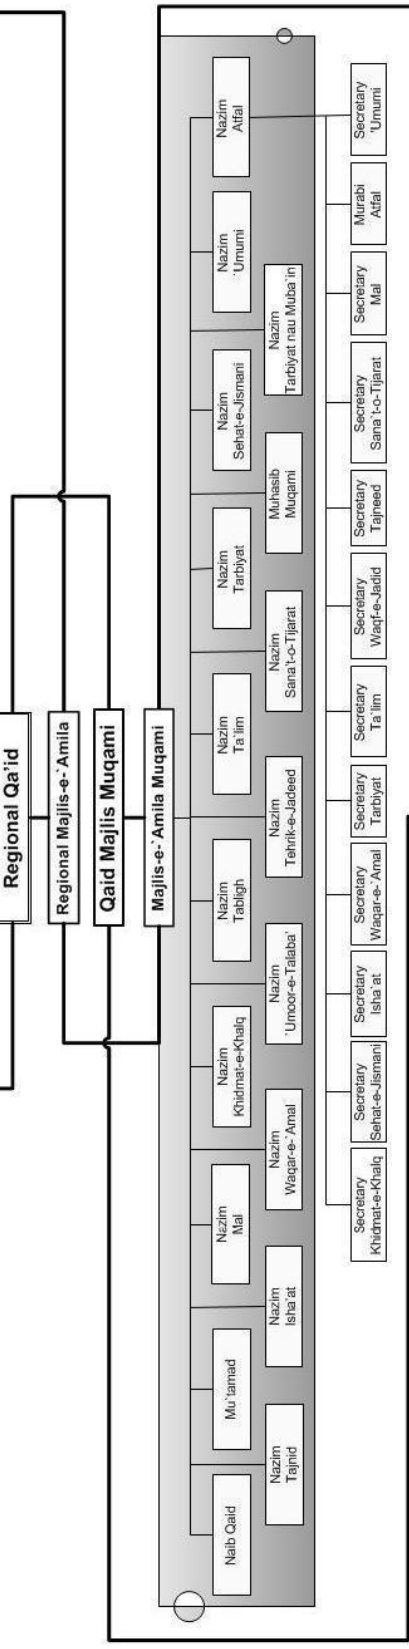 Regional Qa'id
Regional Majlis-e-`Amila
Qaid Majlis Muqami
Majlis-e-`Amila Muqami
Naib Qaid
Mu`tamad
Nazim
Mal
Nazim
Khidmat-e-Khalq
Nazim
Tabligh
Nazim
Ta`lim
Nazim
Tarbiyat
Nazim
Sehat-e-Jismani
Nazim
`Umumi
Nazim
Atfal
Nazim
Tajnid
Nazim
Isha'at
Nazim
Waqar-e-`Amal
Nazim
'Umoor-e-Talaba'
Nazim
Tehrik-e-Jadeed
Nazim
Sana't-o-Tijarat
Muhasib
Muqami
Nazim
Tarbiyat nau Muba`in
Secretary
Khidmat-e-Khalq
Secretary
Sehat-e-Jismani
Secretary
Isha`at
Secretary
Waqar-e-`Amal
Secretary
Tarbiyat
Secretary
Ta`lim
Secretary
Waqf-e-Jadid
Secretary
Tajneed
Secretary
Sana`t-o-Tijarat
Secretary
Mal
Murabi
Atfal
Secretary
'Umumi